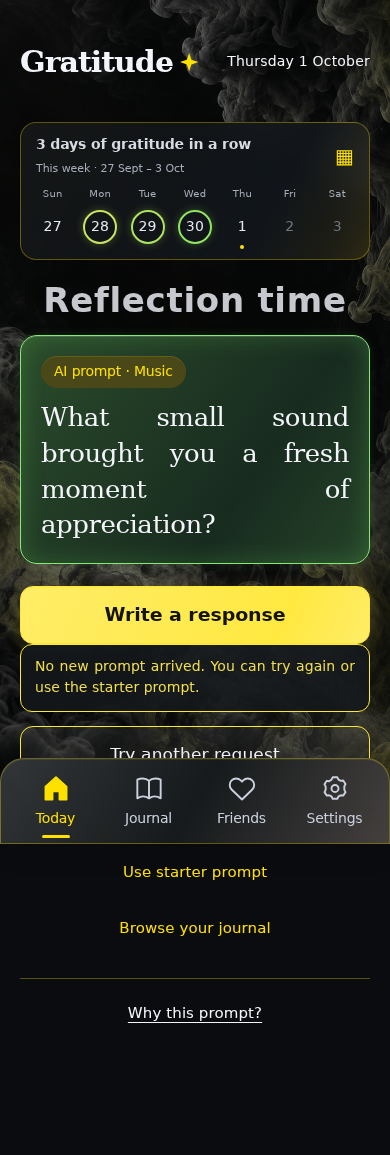 Gratitude
Thursday 1 October
3 days of gratitude in a row
This week · 27 Sept – 3 Oct
Sun Mon Tue Wed Thu Fri Sat
27 28 29 30 1 2 3
Reflection time
AI prompt · Music
What small sound
brought you a fresh
moment of
appreciation?
Write a response
No new prompt arrived. You can try again or
use the starter prompt.
Try another request
Today Journal Friends Settings
Use starter prompt
Browse your journal
Why this prompt?